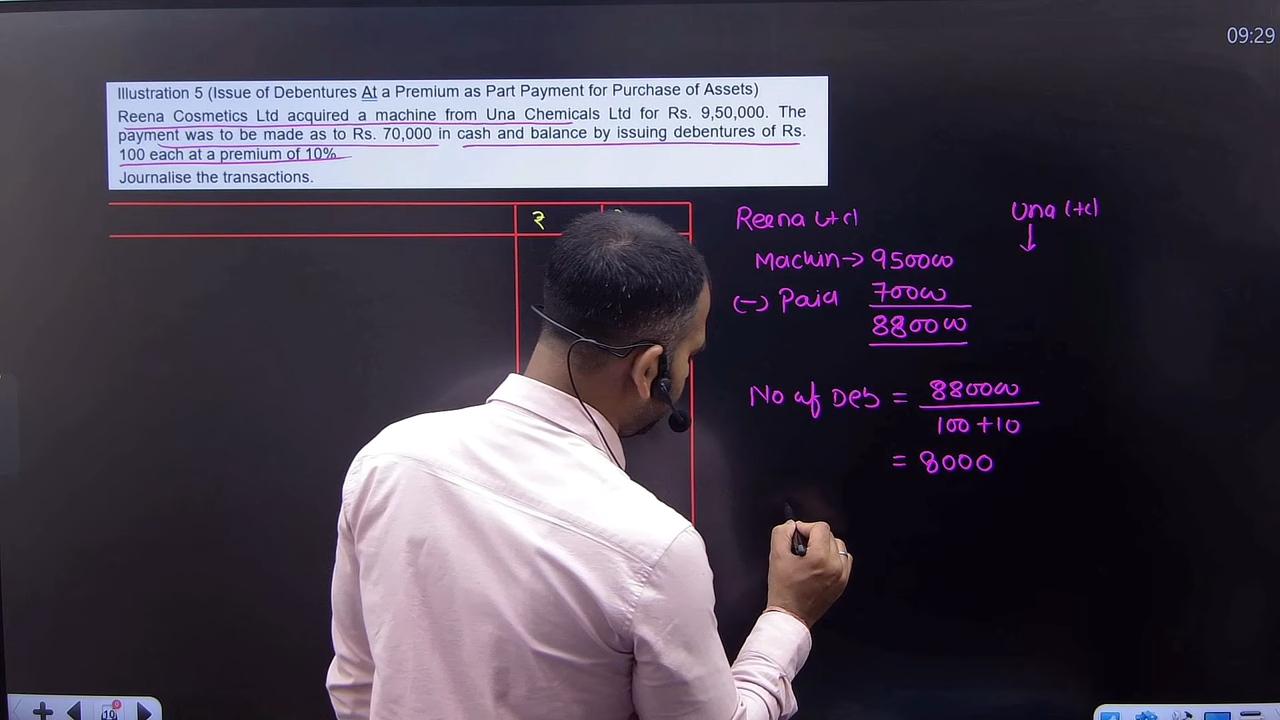 09:29
Illustration 5 (Issue of Debentures At a Premium as Part Payment for Purchase of Assets)
Reena Cosmetics Ltd acquired a machine from Una Chemicals Ltd for Rs. 9,50,000. The
payment was to be made as to Rs. 70,000 in cash and balance by issuing debentures of Rs.
100 each at a premium of 10%.
Journalise the transactions.
₹
Reena Ltd
Una Ltd
↓
Machin → 950000
(-) Paid 70000
880000
No of Deb = 880000
100 + 10
= 8000
19